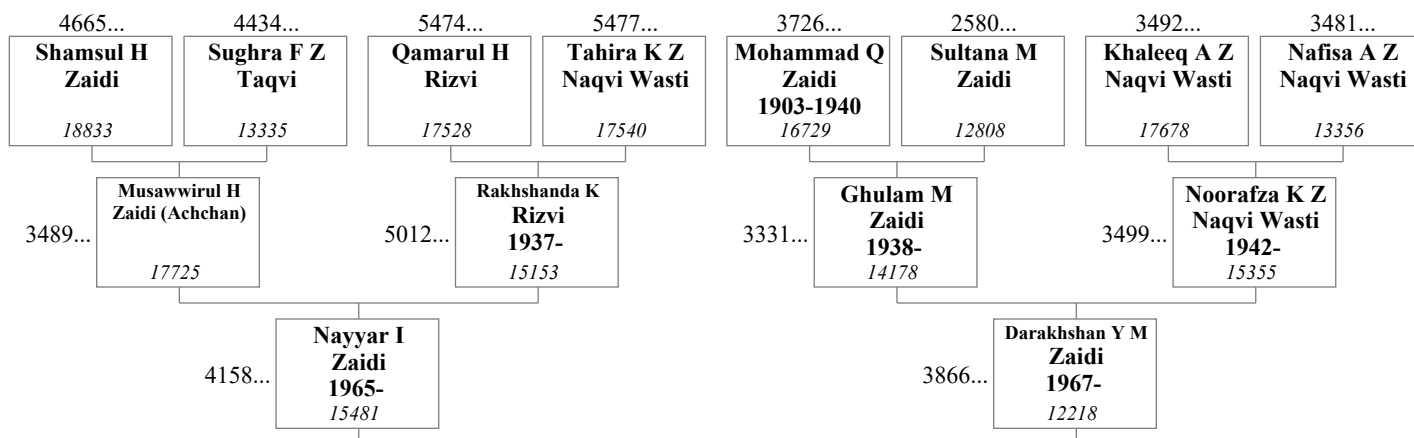 4665...
4434...
5474...
5477...
3726...
2580...
3492...
3481...
Shamsul H
Zaidi
18833
Sughra F Z
Taqvi
13335
Qamarul H
Rizvi
17528
Tahira K Z
Naqvi Wasti
17540
Mohammad Q
Zaidi
1903-1940
16729
Sultana M
Zaidi
12808
Khaleeq A Z
Naqvi Wasti
17678
Nafisa A Z
Naqvi Wasti
13356
3489...
Musawwirul H
Zaidi (Achchan)
17725
5012...
Rakhshanda K
Rizvi
1937-
15153
3331...
Ghulam M
Zaidi
1938-
14178
3499...
Noorafza K Z
Naqvi Wasti
1942-
15355
4158...
Nayyar I
Zaidi
1965-
15481
3866...
Darakhshan Y M
Zaidi
1967-
12218